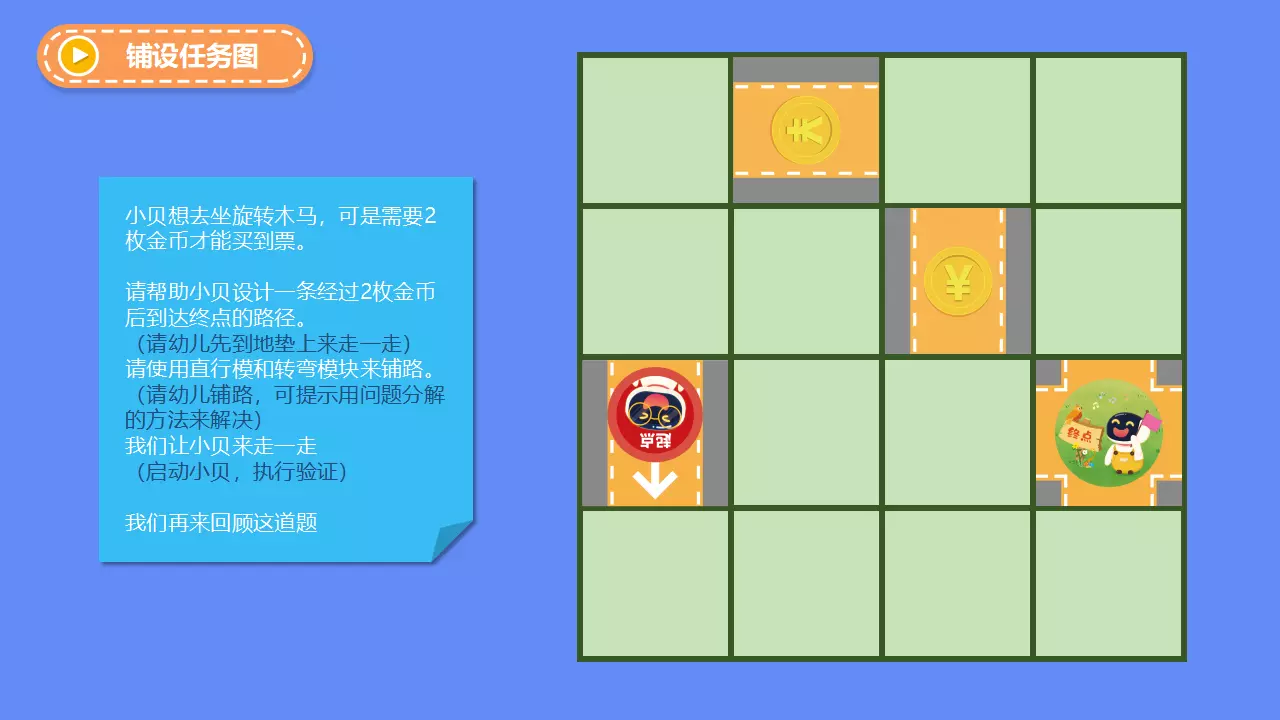 铺设任务图
小贝想去坐旋转木马，可是需要2
枚金币才能买到票。
请帮助小贝设计一条经过2枚金币
后到达终点的路径。
（请幼儿先到地垫上来走一走）
请使用直行模和转弯模块来铺路。
（请幼儿铺路，可提示用问题分解
的方法来解决）
我们让小贝来走一走
（启动小贝，执行验证）
我们再来回顾这道题
¥
¥
起点
终点